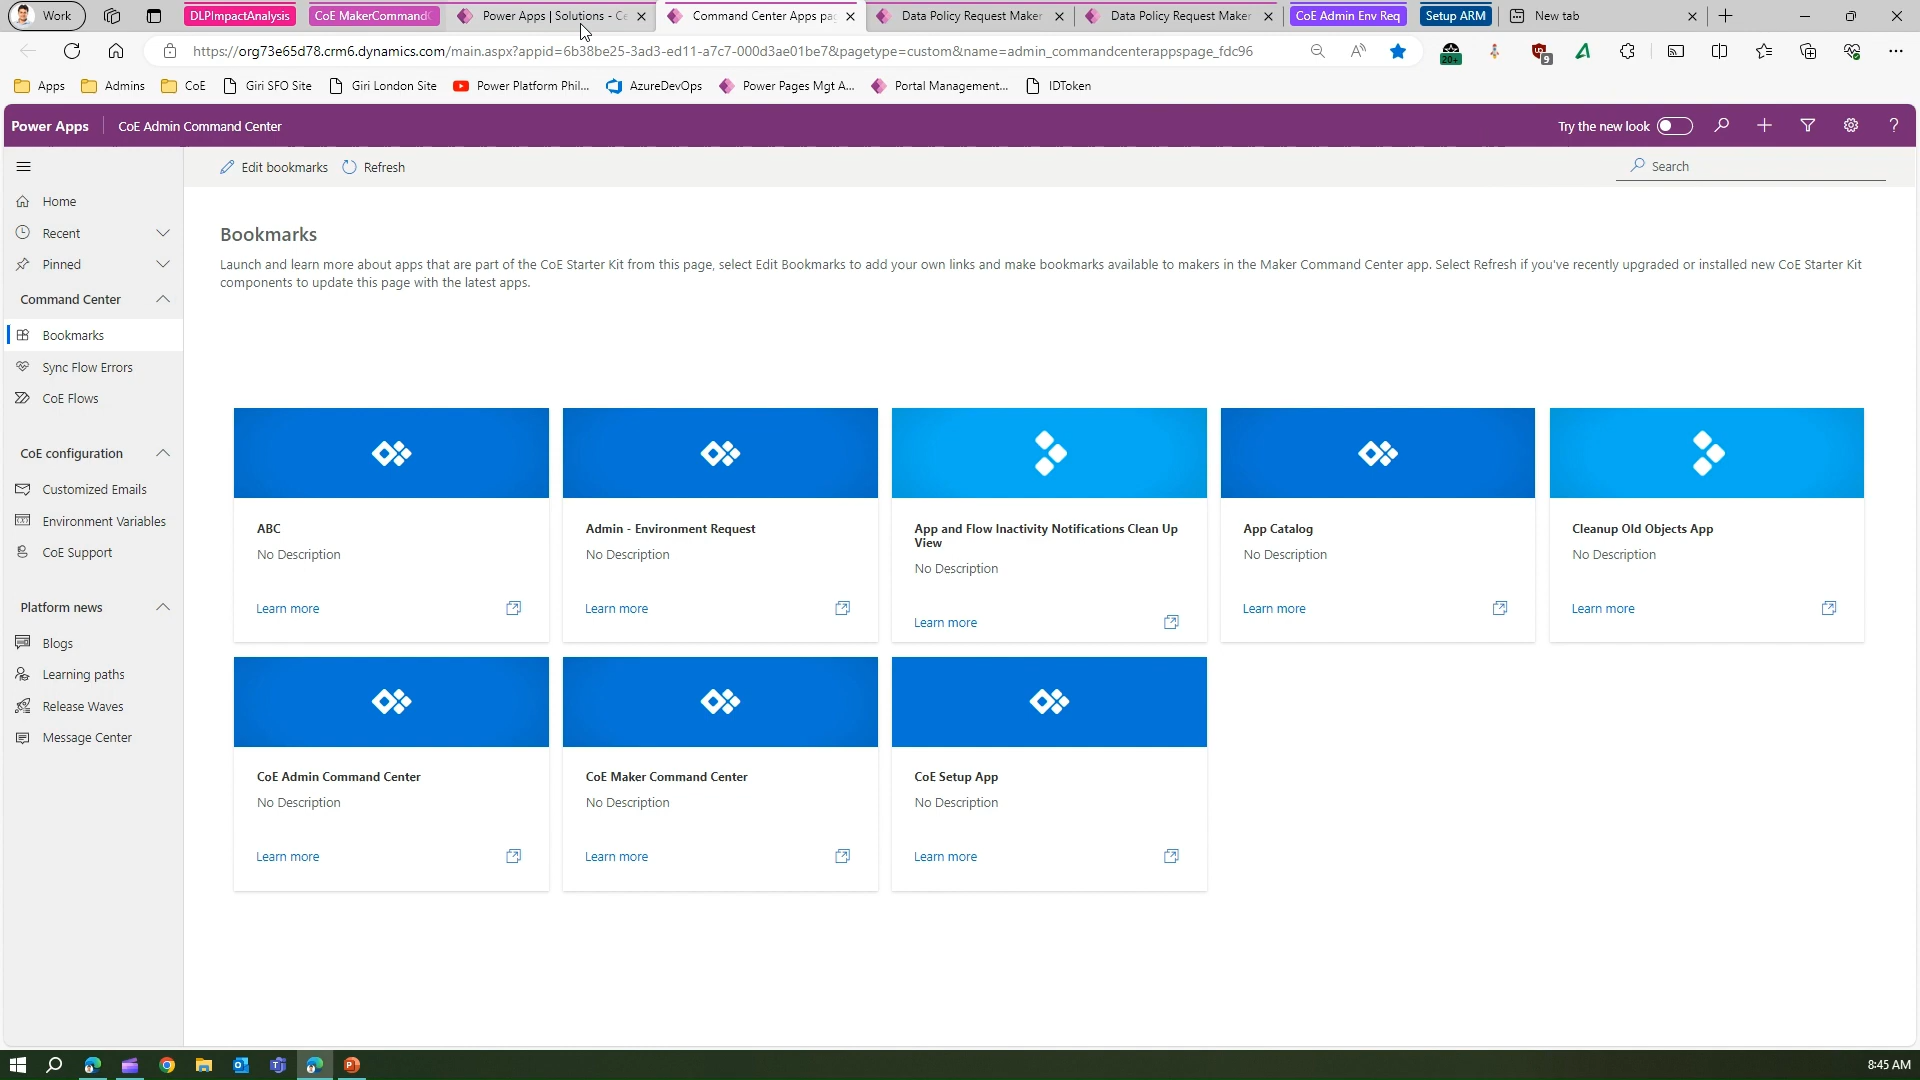 Work
DLPImpactAnalysis
CoE MakerCommandC
Power Apps | Solutions - Ce
Command Center Apps pa
Data Policy Request Maker
Data Policy Request Maker
CoE Admin Env Req
Setup ARM
New tab
https://org73e65d78.crm6.dynamics.com/main.aspx?appid=6b38be25-3ad3-ed11-a7c7-000d3ae01be7&pagetype=custom&name=admin_commandcenterappspage_fdc96
20+
9
Apps
Admins
CoE
Giri SFO Site
Giri London Site
Power Platform Phil...
AzureDevOps
Power Pages Mgt A...
Portal Management...
IDToken
Power Apps
CoE Admin Command Center
Try the new look
Edit bookmarks
Refresh
Search
Home
Recent
Pinned
Command Center
Bookmarks
Sync Flow Errors
CoE Flows
CoE configuration
Customized Emails
Environment Variables
CoE Support
Platform news
Blogs
Learning paths
Release Waves
Message Center
Bookmarks
Launch and learn more about apps that are part of the CoE Starter Kit from this page, select Edit Bookmarks to add your own links and make bookmarks available to makers in the Maker Command Center app. Select Refresh if you've recently upgraded or installed new CoE Starter Kit
components to update this page with the latest apps.
ABC
No Description
Learn more
Admin - Environment Request
No Description
Learn more
App and Flow Inactivity Notifications Clean Up
View
No Description
Learn more
App Catalog
No Description
Learn more
Cleanup Old Objects App
No Description
Learn more
CoE Admin Command Center
No Description
Learn more
CoE Maker Command Center
No Description
Learn more
CoE Setup App
No Description
Learn more
8:45 AM